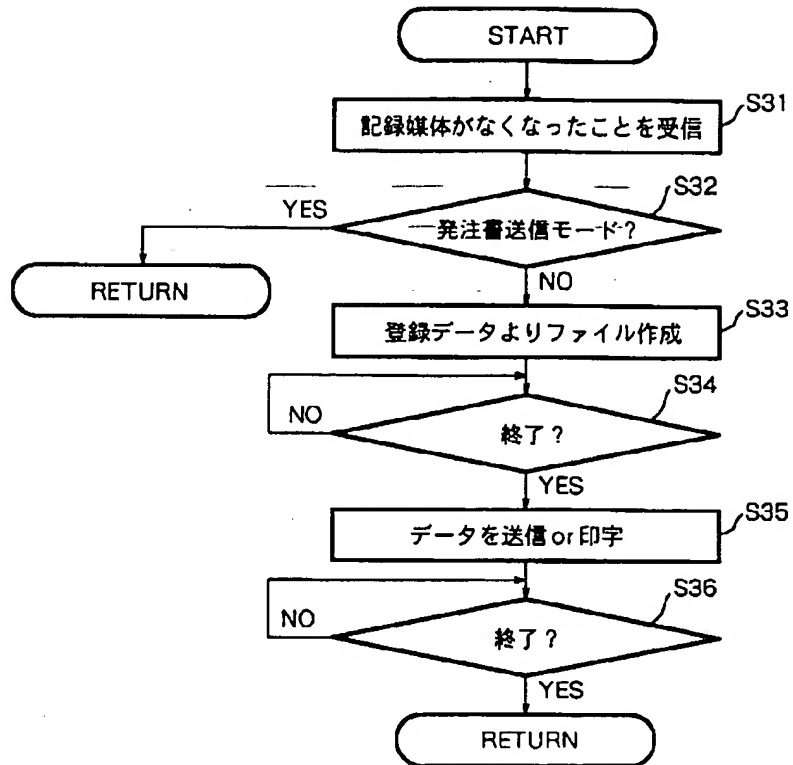 START
記録媒体がなくなったことを受信
S31
S32
YES
発注書送信モード?
RETURN
NO
S33
登録データよりファイル作成
S34
NO
終了?
YES
S35
データを送信or印字
S36
NO
終了?
YES
RETURN